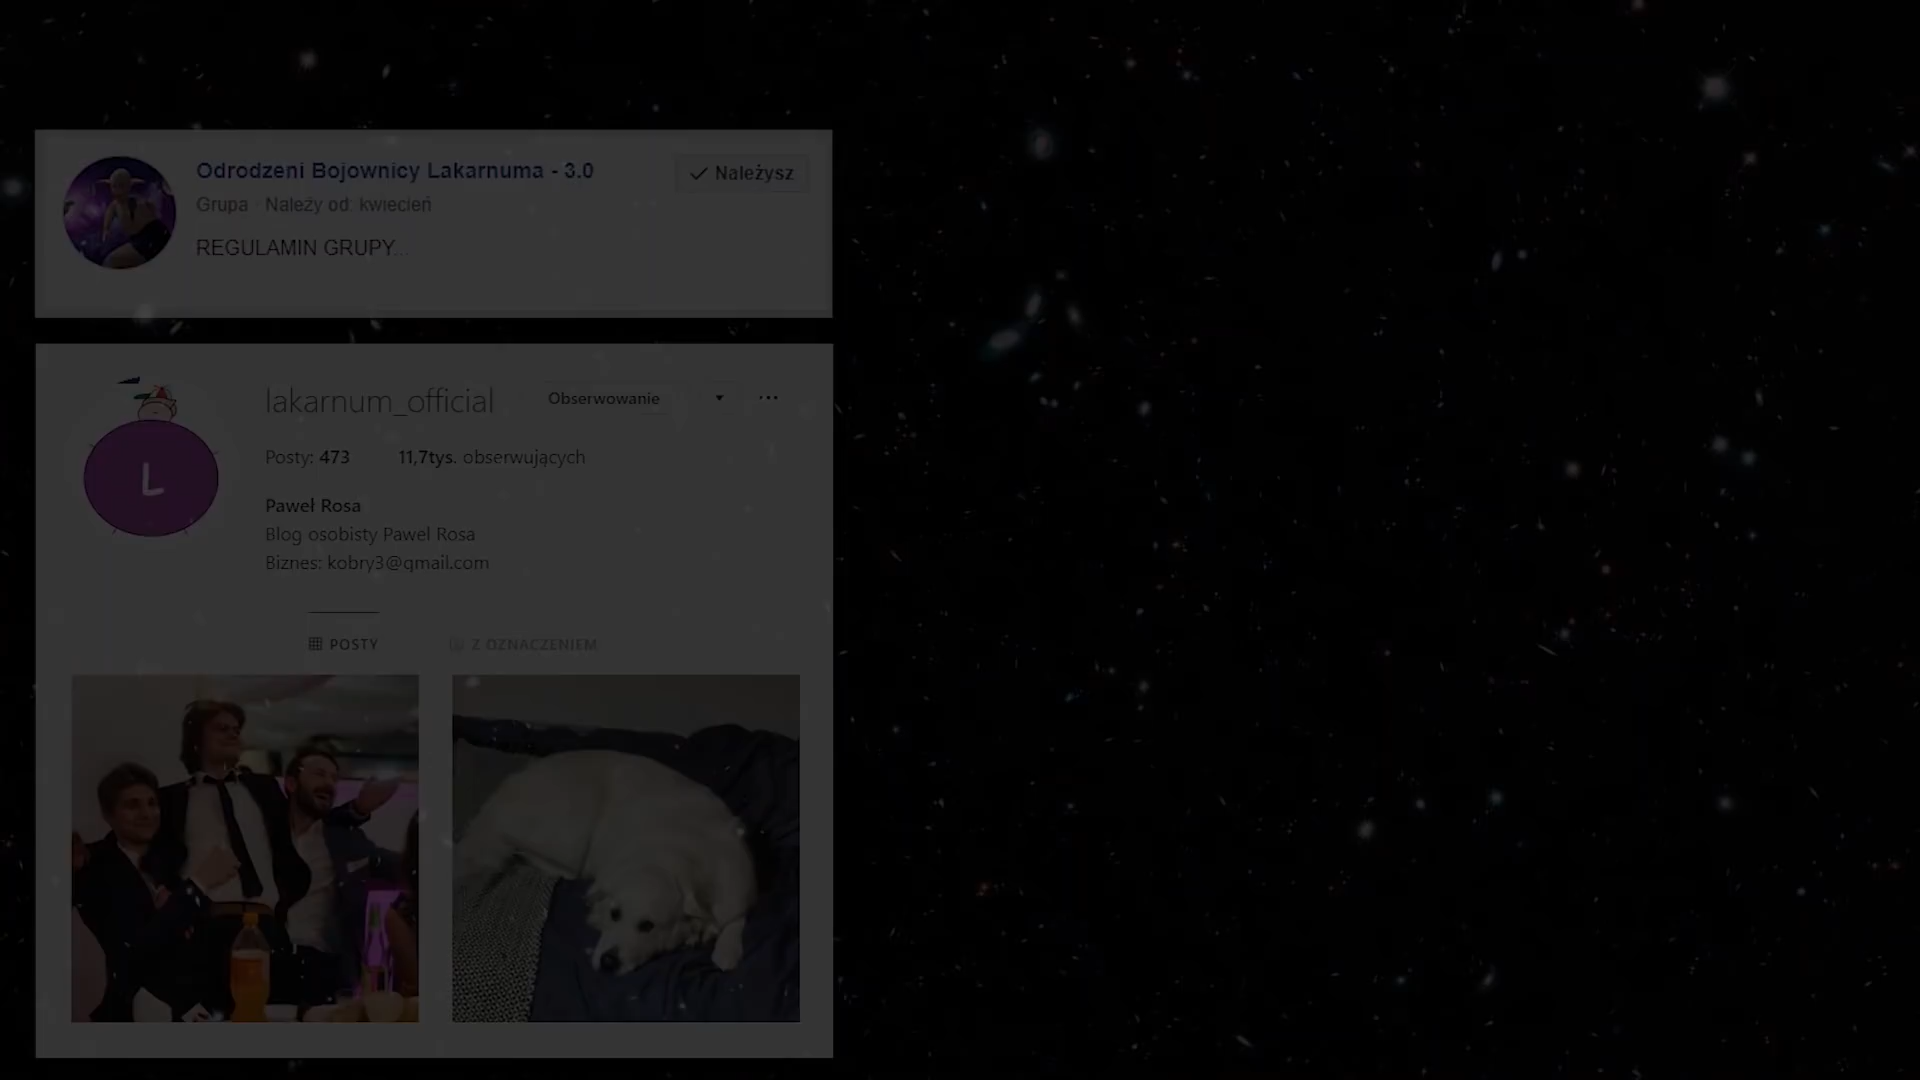 Odrodzeni Bojownicy Lakarnuma - 3.0
Należysz
Grupa · Należy od: kwiecień
REGULAMIN GRUPY...
L
lakarnum_official
Obserwowanie
Posty: 473
11,7tys. obserwujących
Paweł Rosa
Blog osobisty Paweł Rosa
Biznes: kobry3@gmail.com
POSTY
Z OZNACZENIEM